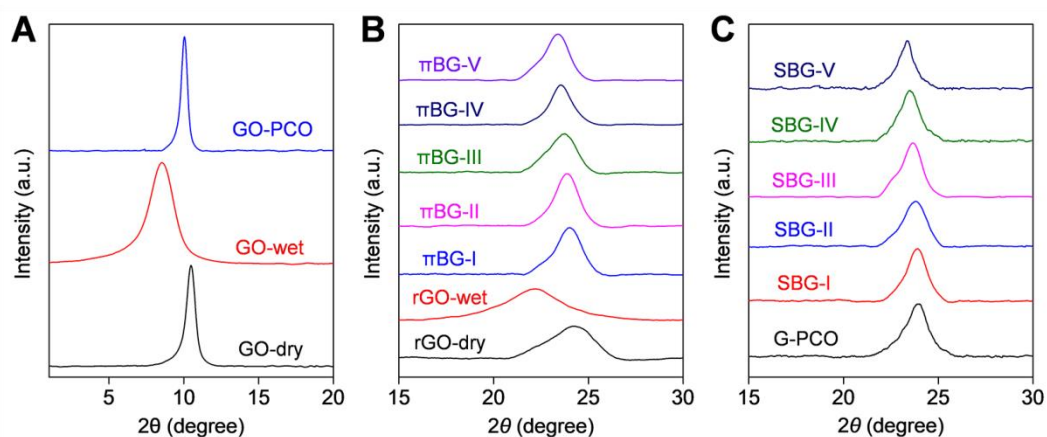 A
Intensity (a.u.)
GO-PCO
GO-wet
GO-dry
5
10
15
20
2θ (degree)
B
Intensity (a.u.)
πBG-V
πBG-IV
πBG-III
πBG-II
πBG-I
rGO-wet
rGO-dry
15
20
25
30
2θ (degree)
C
Intensity (a.u.)
SBG-V
SBG-IV
SBG-III
SBG-II
SBG-I
G-PCO
15
20
25
30
2θ (degree)